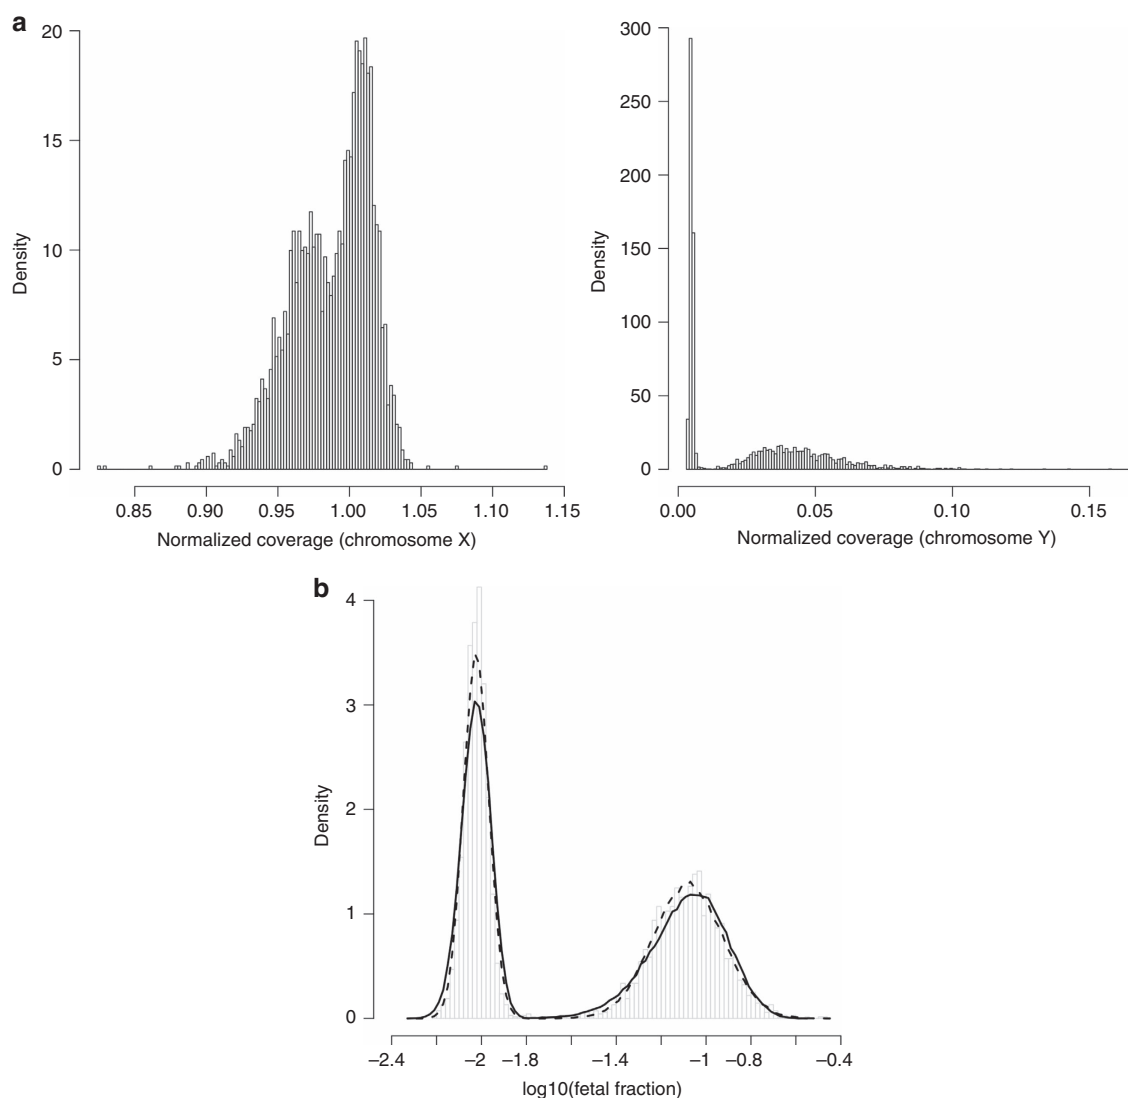 a
20
15
10
5
0
Density
0.85 0.90 0.95 1.00 1.05 1.10 1.15
Normalized coverage (chromosome X)
300
250
200
150
100
50
0
Density
0.00 0.05 0.10 0.15
Normalized coverage (chromosome Y)
b
4
3
2
1
0
Density
−2.4 −2 −1.8 −1.4 −1 −0.8 −0.4
log10(fetal fraction)